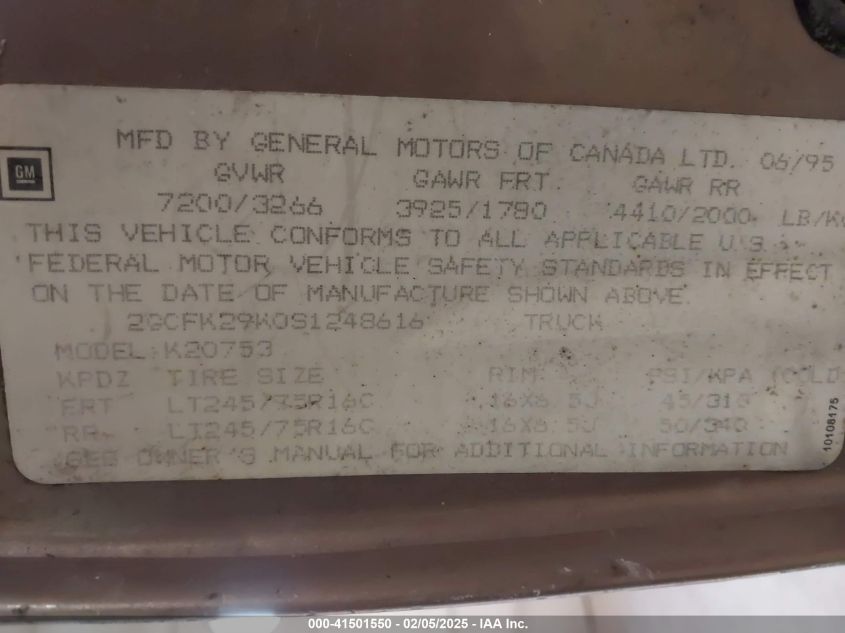 GM
MFD BY GENERAL MOTORS OF CANADA LTD. 06/95
GVWR GAWR FRT. GAWR RR
7200/3266 3925/1780 4410/2000 LB/KG
THIS VEHICLE CONFORMS TO ALL APPLICABLE U.S.
FEDERAL MOTOR VEHICLE SAFETY STANDARDS IN EFFECT
ON THE DATE OF MANUFACTURE SHOWN ABOVE.
2GCFK29K0S1248616 TRUCK
MODEL:K20753
KPDZ TIRE SIZE RIM PSI/KPA (COLD
FRT LT245/75R16C 16X6.5J 45/310
RR LT245/75R16C 16X6.5J 50/340
SEE OWNER'S MANUAL FOR ADDITIONAL INFORMATION
10108175
000-41501550 - 02/05/2025 - IAA Inc.